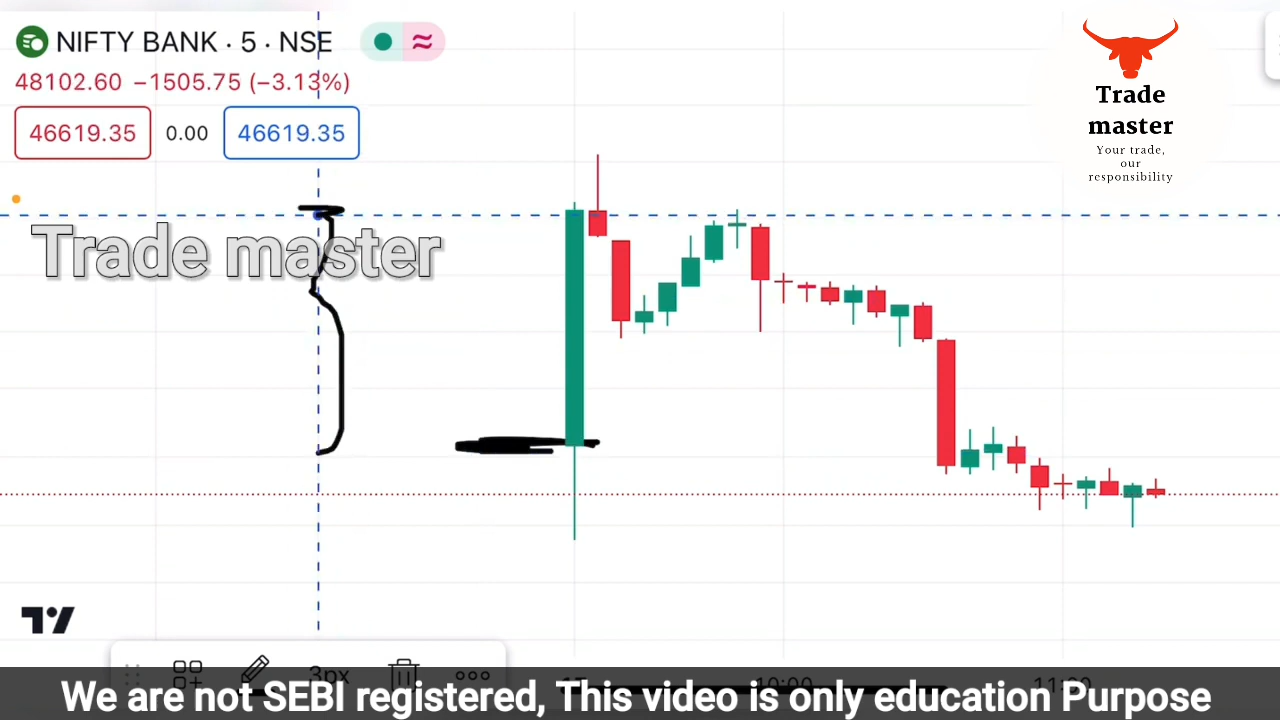 NIFTY BANK · 5 · NSE
48102.60 −1505.75 (−3.13%)
46619.35 0.00 46619.35
Trade
master
Your trade,
our
responsibility
Trade master
3px
10:00
We are not SEBI registered, This video is only education Purpose